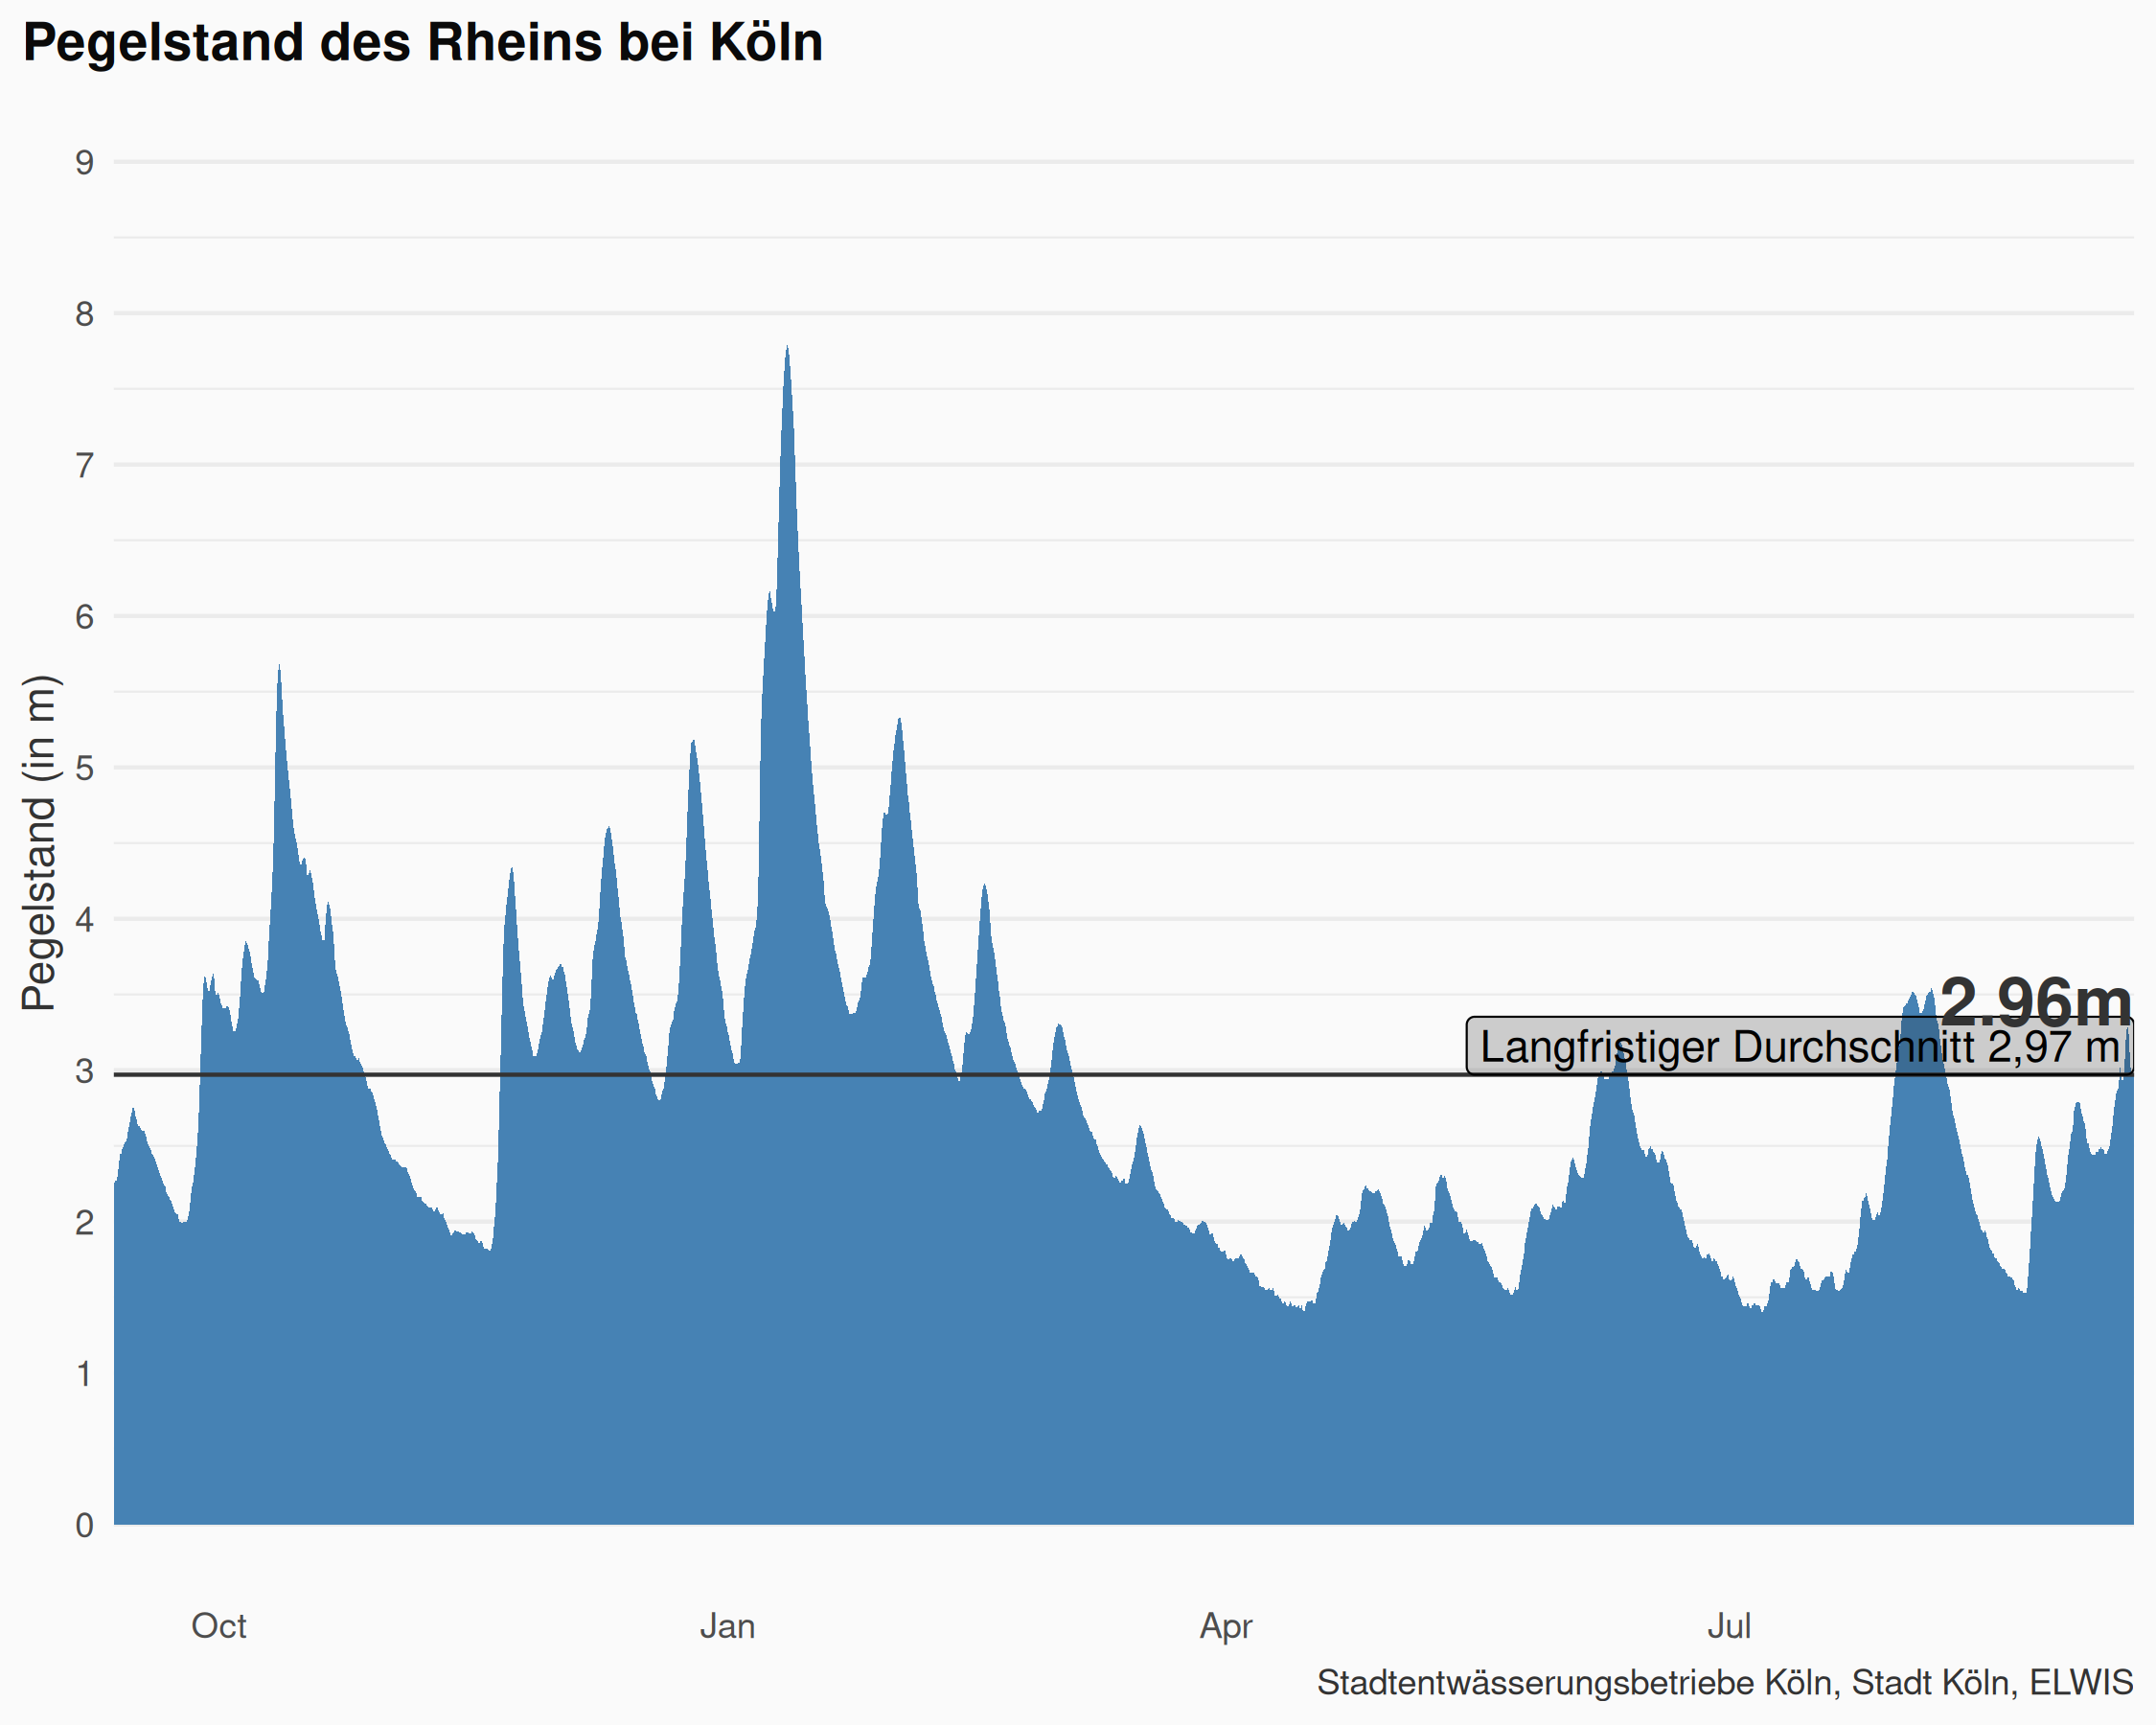 Pegelstand des Rheins bei Köln
Pegelstand (in m)
9
8
7
6
5
4
3
2
1
0
2.96m
Langfristiger Durchschnitt 2,97 m
Oct
Jan
Apr
Jul
Stadtentwässerungsbetriebe Köln, Stadt Köln, ELWIS